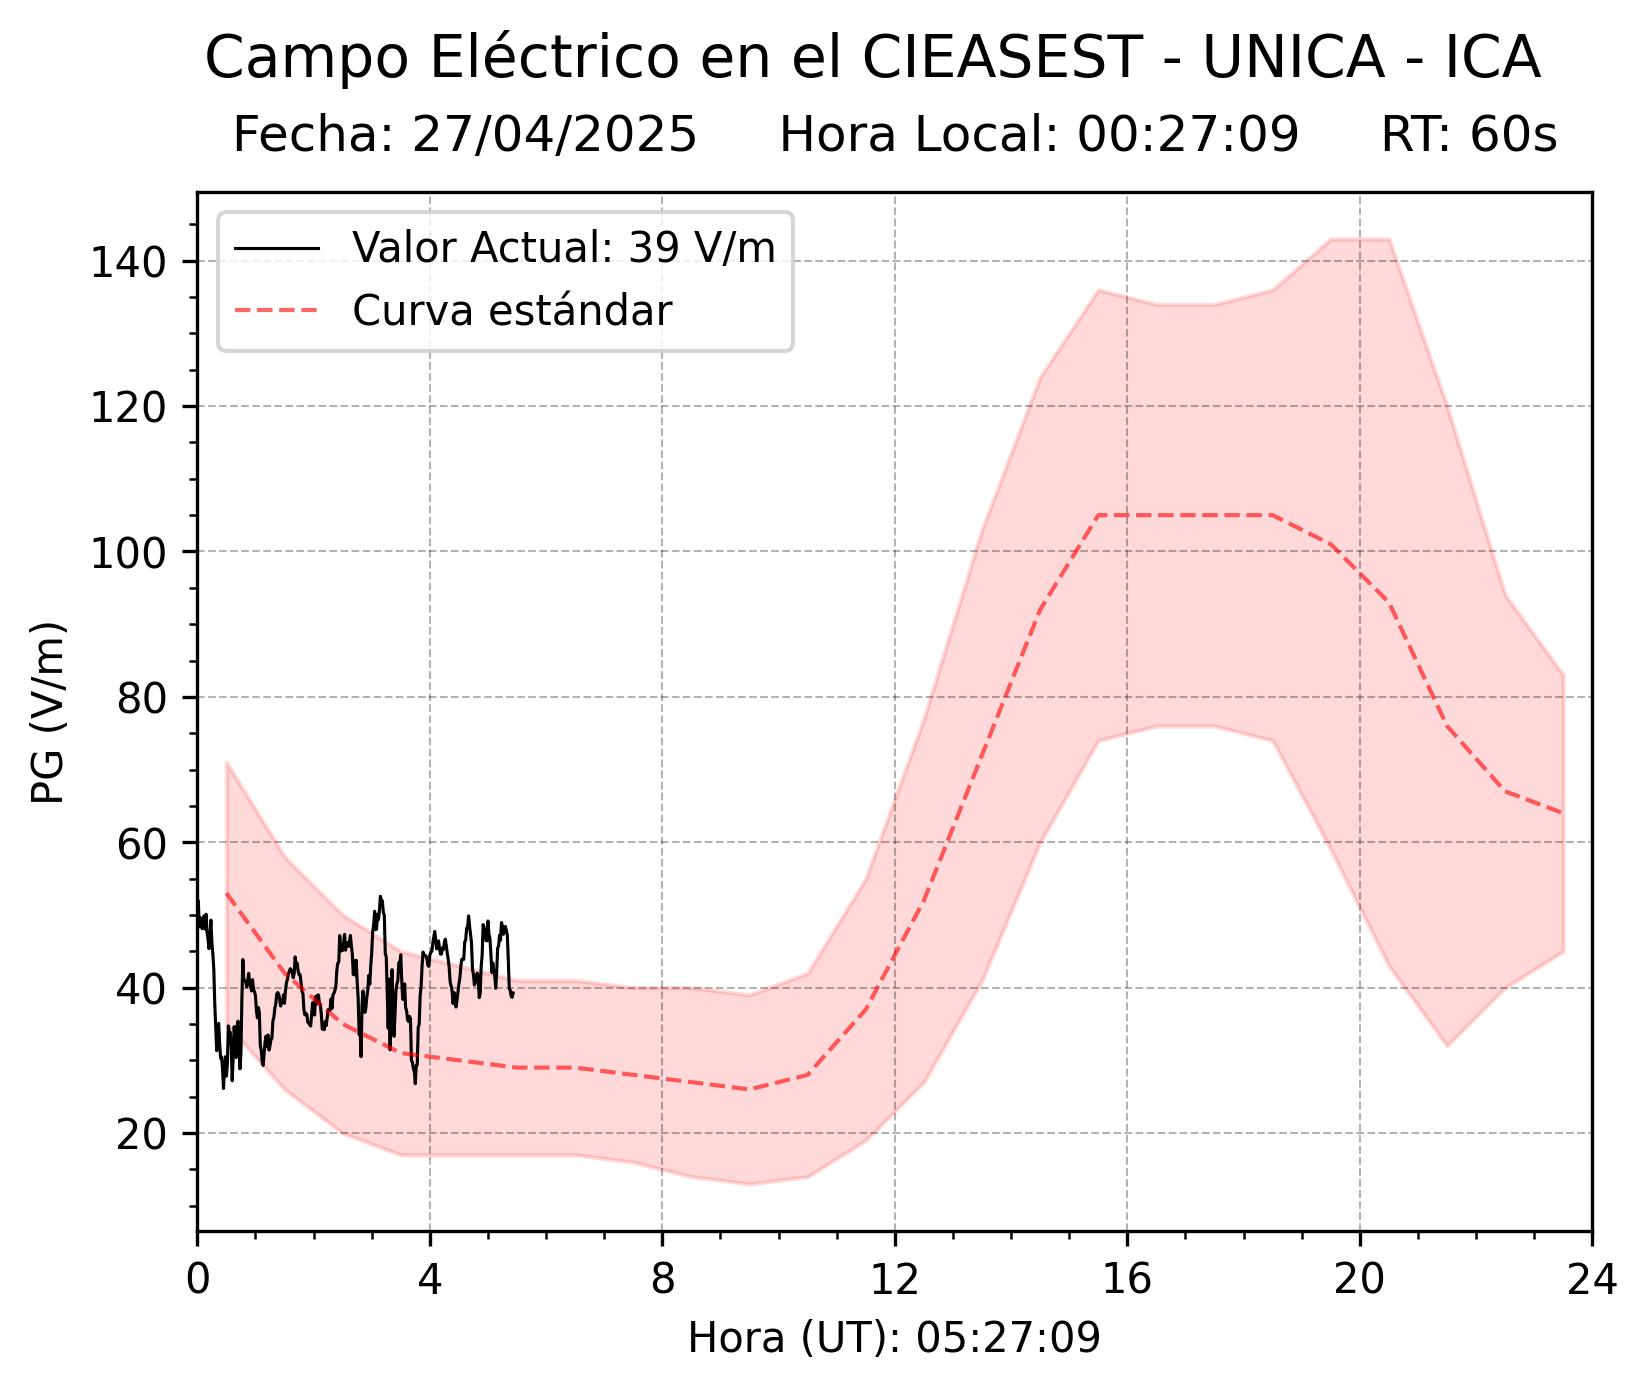 Campo Eléctrico en el CIEASEST - UNICA - ICA
Fecha: 27/04/2025 Hora Local: 00:27:09 RT: 60s
Valor Actual: 39 V/m
Curva estándar
140
120
100
80
60
40
20
PG (V/m)
0 4 8 12 16 20 24
Hora (UT): 05:27:09